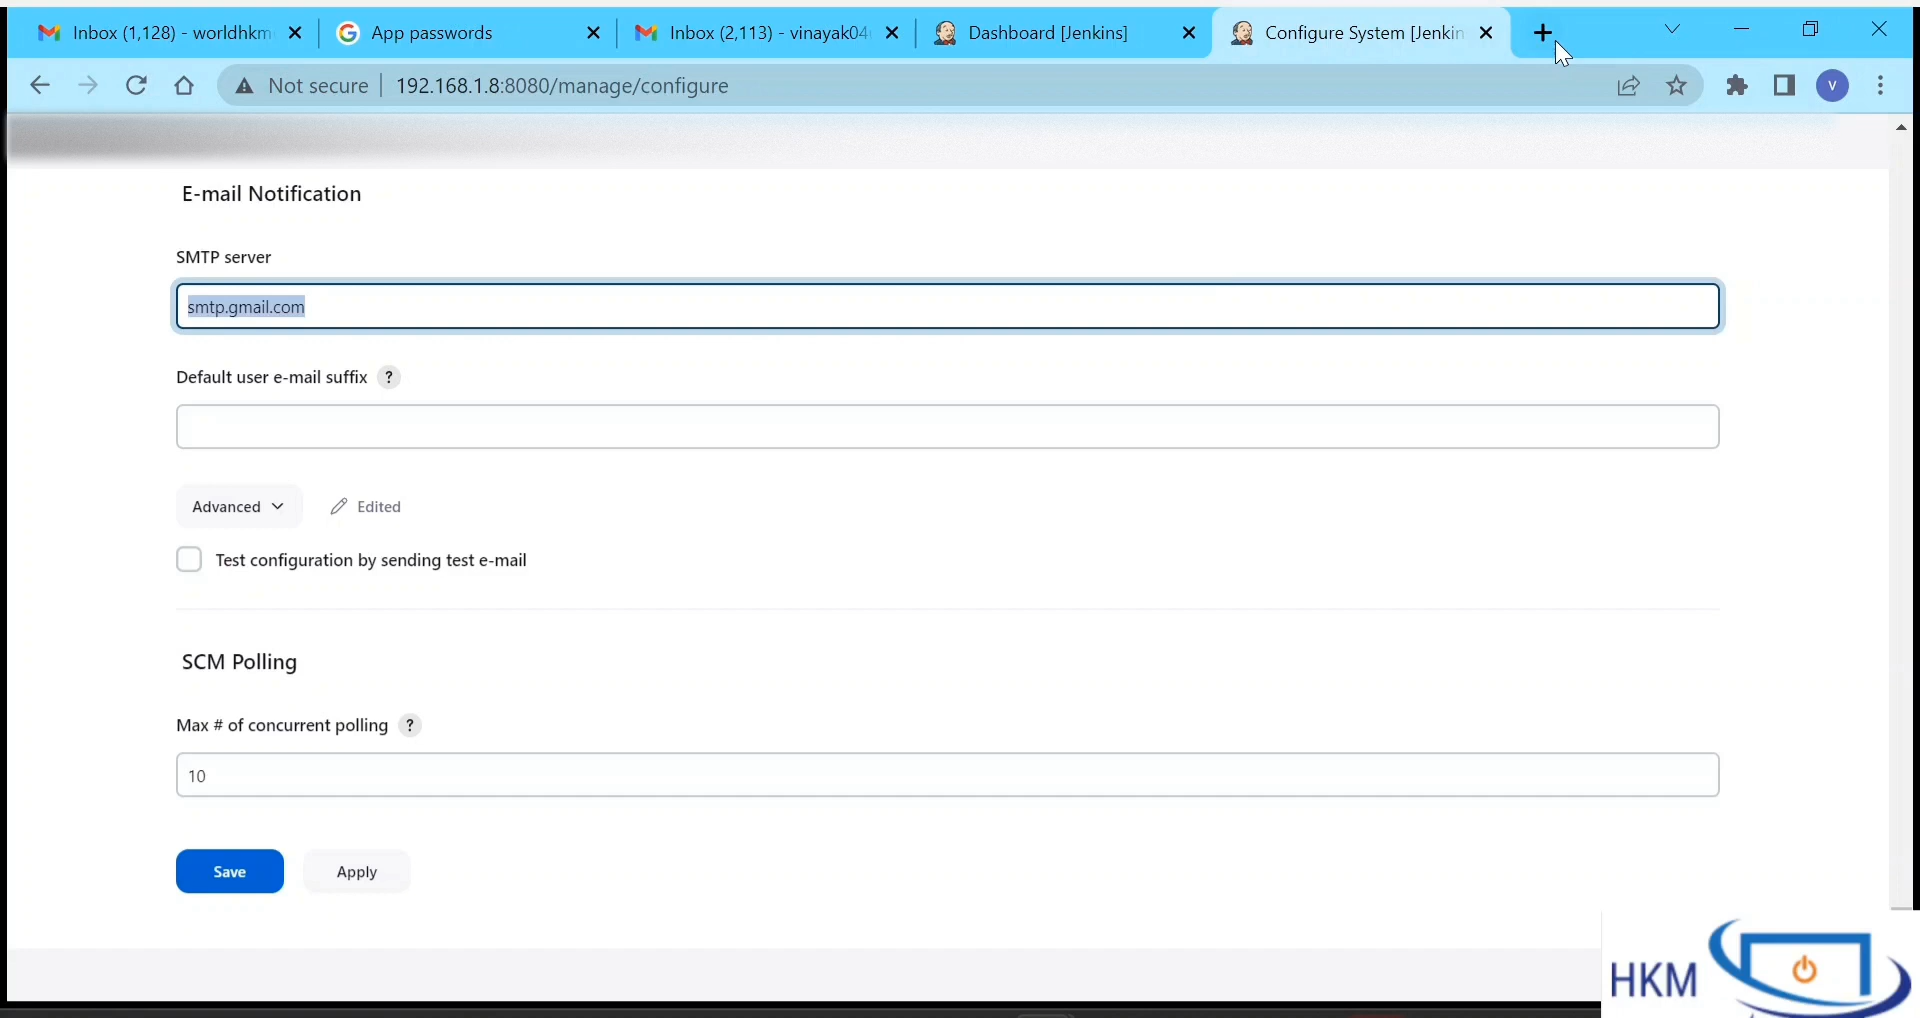 Inbox (1,128) - worldhkm
App passwords
Inbox (2,113) - vinayak04
Dashboard [Jenkins]
Configure System [Jenkin
Not secure
192.168.1.8:8080/manage/configure
V
E-mail Notification
SMTP server
smtp.gmail.com
Default user e-mail suffix ?
Advanced
Edited
Test configuration by sending test e-mail
SCM Polling
Max # of concurrent polling ?
10
Save
Apply
HKM